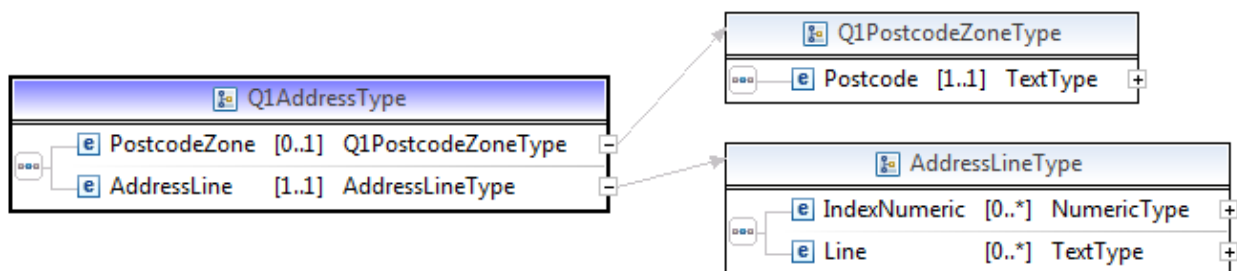 Q1AddressType
e PostcodeZone [0..1] Q1PostcodeZoneType
e AddressLine [1..1] AddressLineType
Q1PostcodeZoneType
e Postcode [1..1] TextType
AddressLineType
e IndexNumeric [0..*] NumericType
e Line [0..*] TextType